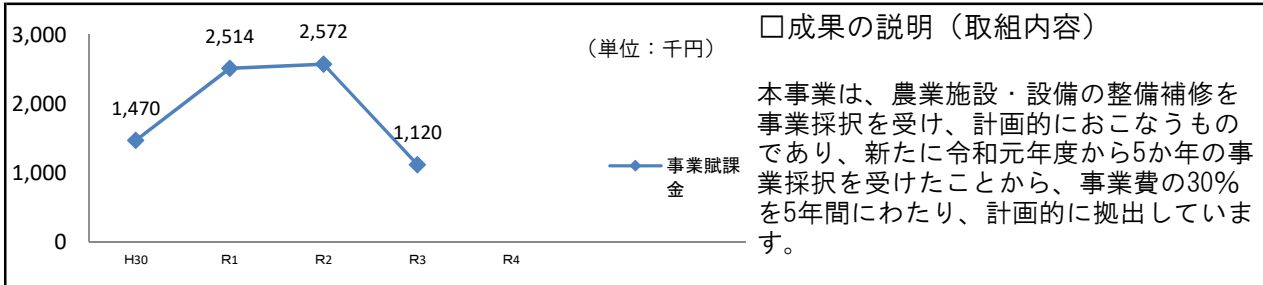 3,000
2,000
1,000
0
1,470
2,514
2,572
1,120
H30
R1
R2
R3
R4
（単位：千円）
事業賦課
金
□成果の説明（取組内容）
本事業は、農業施設・設備の整備補修を
事業採択を受け、計画的におこなうもの
であり、新たに令和元年度から5か年の事
業採択を受けたことから、事業費の30％
を5年間にわたり、計画的に拠出していま
す。